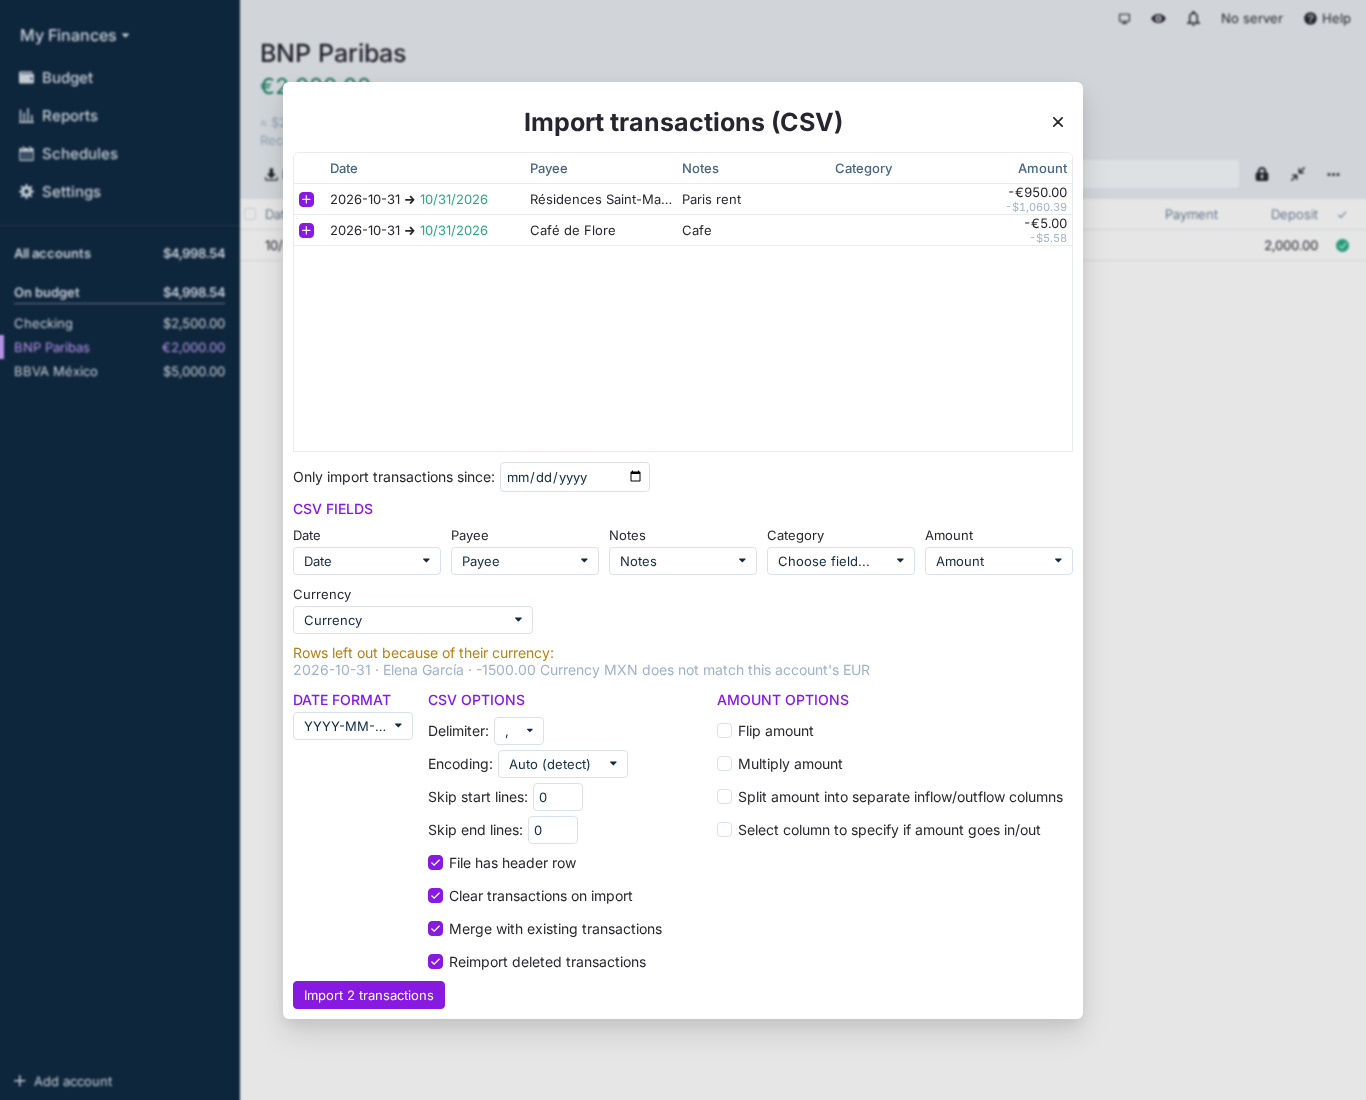 My Finances
Budget
Reports
Schedules
Settings
All accounts $4,998.54
On budget $4,998.54
Checking $2,500.00
BNP Paribas €2,000.00
BBVA México $5,000.00
Add account
No server
Help
BNP Paribas
Payment Deposit
2,000.00
Import transactions (CSV)
Date Payee Notes Category Amount
2026-10-31 → 10/31/2026 Résidences Saint-Ma... Paris rent -€950.00
-$1,060.39
2026-10-31 → 10/31/2026 Café de Flore Cafe -€5.00
-$5.58
Only import transactions since: mm/dd/yyyy
CSV FIELDS
Date Payee Notes Category Amount
Date Payee Notes Choose field... Amount
Currency
Currency
Rows left out because of their currency:
2026-10-31 · Elena García · -1500.00 Currency MXN does not match this account's EUR
DATE FORMAT CSV OPTIONS AMOUNT OPTIONS
YYYY-MM-...
Delimiter: ,
Encoding: Auto (detect)
Skip start lines: 0
Skip end lines: 0
File has header row
Clear transactions on import
Merge with existing transactions
Reimport deleted transactions
Flip amount
Multiply amount
Split amount into separate inflow/outflow columns
Select column to specify if amount goes in/out
Import 2 transactions